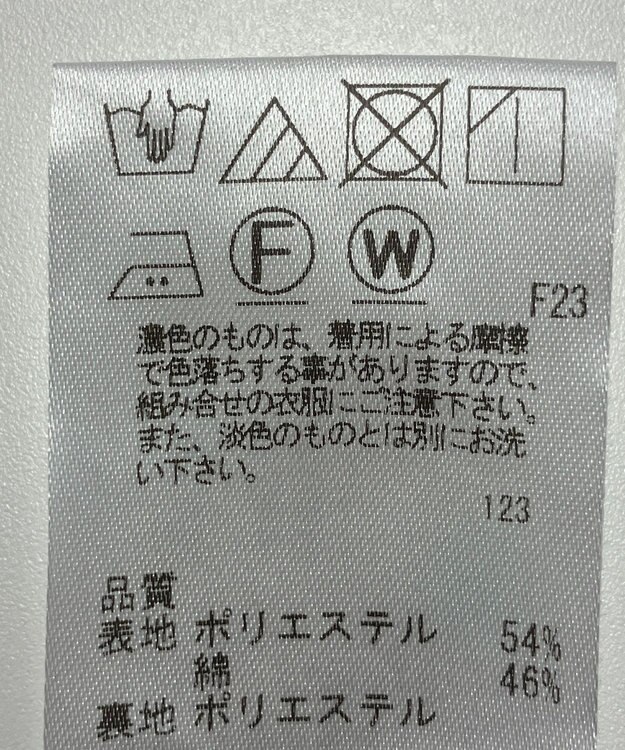 F W
F23
濃色のものは、着用による摩擦
で色落ちする事がありますので、
組み合せの衣服にご注意下さい。
また、淡色のものとは別にお洗
い下さい。
123
品質
表地 ポリエステル 54%
綿 46%
裏地 ポリエステル